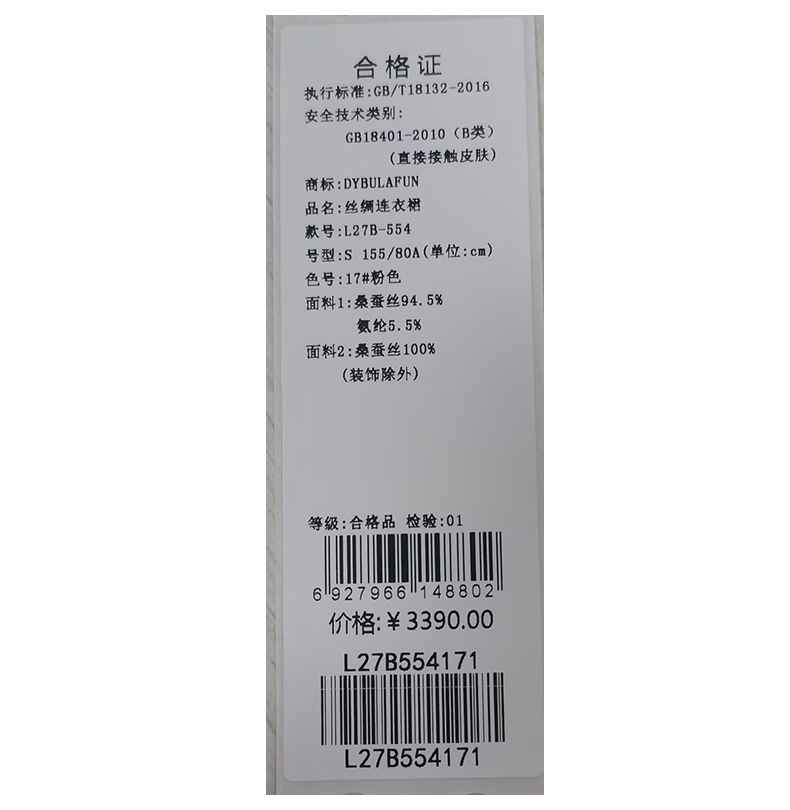 合格证
执行标准:GB/T18132-2016
安全技术类别:
GB18401-2010(B类)
(直接接触皮肤)
商标:DYBULAFUN
品名:丝绸连衣裙
款号:L27B-554
号型:S 155/80A(单位:cm)
色号:17#粉色
面料1:桑蚕丝94.5%
氨纶5.5%
面料2:桑蚕丝100%
(装饰除外)
等级:合格品 检验:01
6 927966 148802
价格:¥3390.00
L27B554171
L27B554171